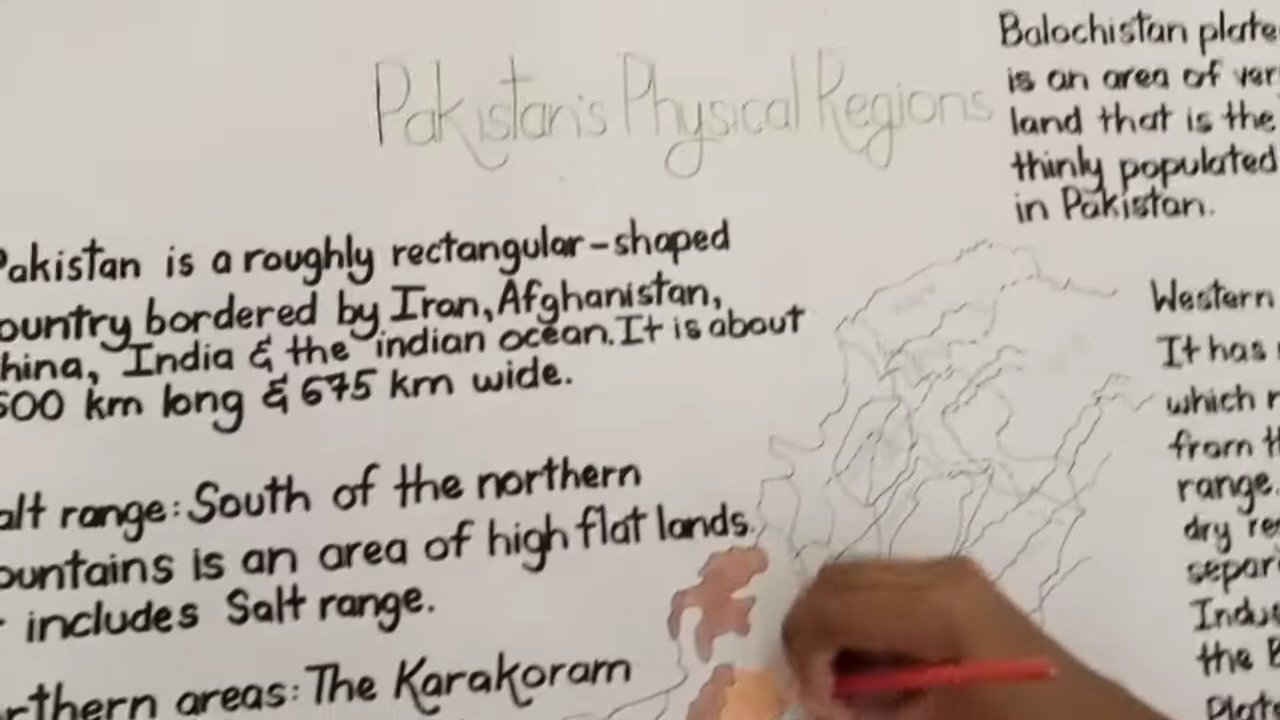 Pakistan's Physical Regions
Balochistan plate
is an area of ver
land that is the
thinly populated
in Pakistan.
Pakistan is a roughly rectangular-shaped
ountry bordered by Iran, Afghanistan,
hina, India & the indian ocean. It is about
500 km long & 675 km wide.
alt range: South of the northern
ountains is an area of high flat lands.
includes Salt range.
rthern areas: The Karakoram
Western
It has
which r
from th
range.
dry re
separ
Indu
the B
Plat